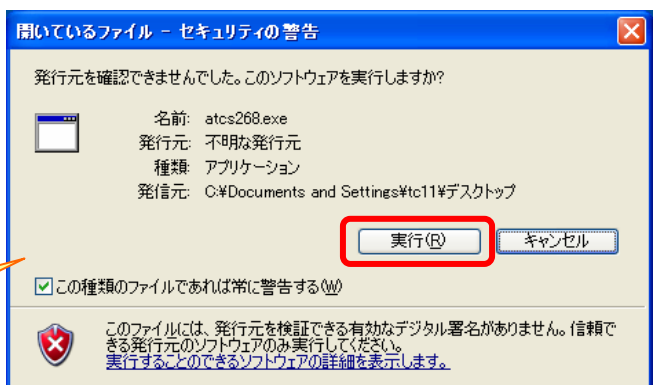 開いているファイル - セキュリティの警告
発行元を確認できませんでした。このソフトウェアを実行しますか?
名前: atcs268.exe
発行元: 不明な発行元
種類: アプリケーション
発信元: C:¥Documents and Settings¥tc11¥デスクトップ
実行(R) キャンセル
この種類のファイルであれば常に警告する(W)
このファイルには、発行元を検証できる有効なデジタル署名がありません。信頼で
きる発行元のソフトウェアのみ実行してください。
実行することのできるソフトウェアの詳細を表示します。